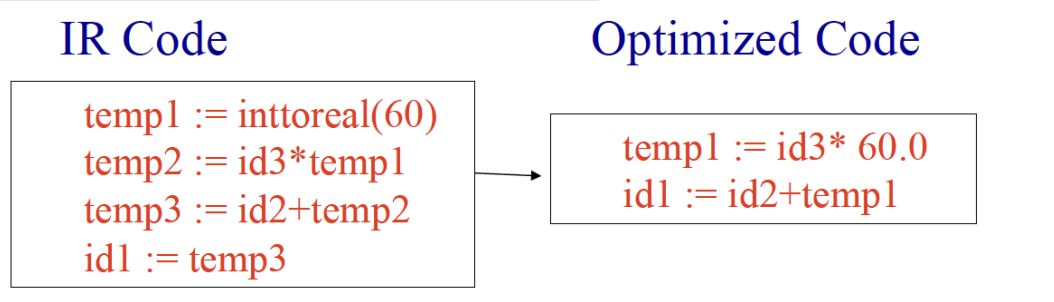 IR Code
temp1 := inttoreal(60)
temp2 := id3*temp1
temp3 := id2+temp2
id1 := temp3
Optimized Code
temp1 := id3* 60.0
id1 := id2+temp1